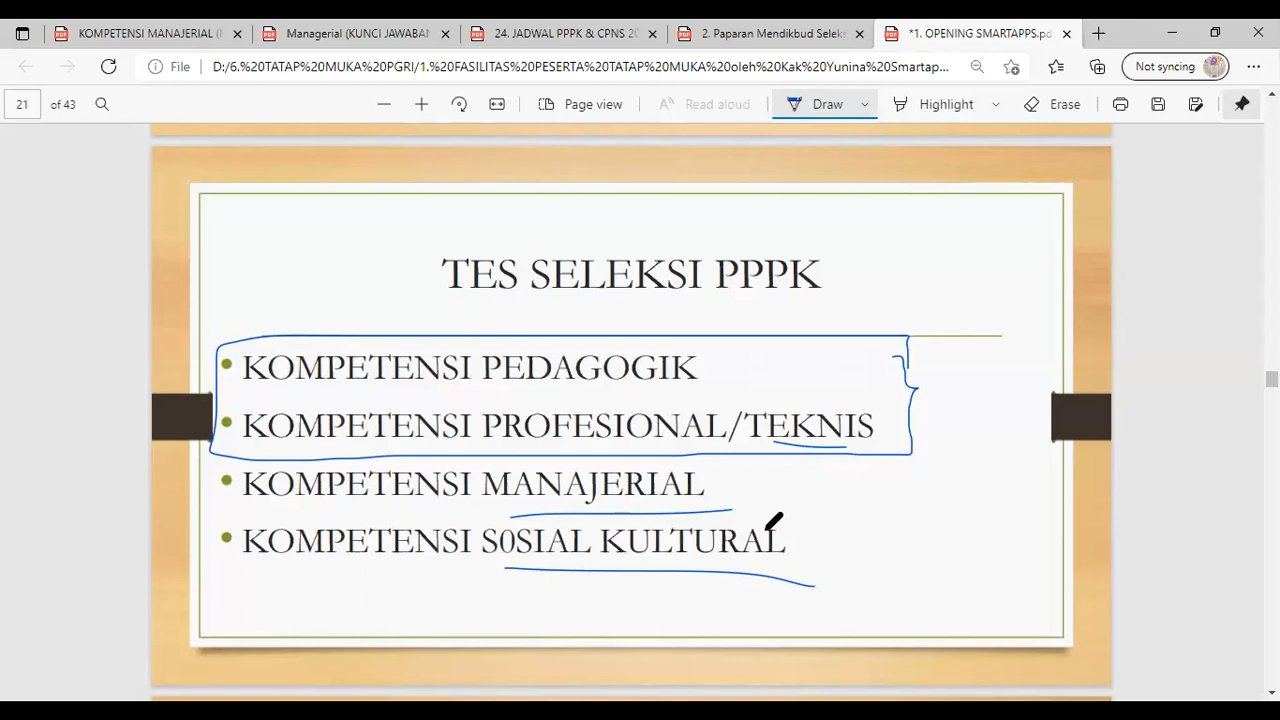 KOMPETENSI MANAJERIAL (
Managerial (KUNCI JAWABAN
24. JADWAL PPPK & CPNS 20
2. Paparan Mendikbud Seleks
*1. OPENING SMARTAPPS.pd
File
D:/6.%20TATAP%20MUKA%20PGRI/1.%20FASILITAS%20PESERTA%20TATAP%20MUKA%20oleh%20Kak%20Yunina%20Smartap...
Not syncing
21 of 43
Page view
Read aloud
Draw
Highlight
Erase
TES SELEKSI PPPK
• KOMPETENSI PEDAGOGIK
• KOMPETENSI PROFESIONAL/TEKNIS
• KOMPETENSI MANAJERIAL
• KOMPETENSI S0SIAL KULTURAL